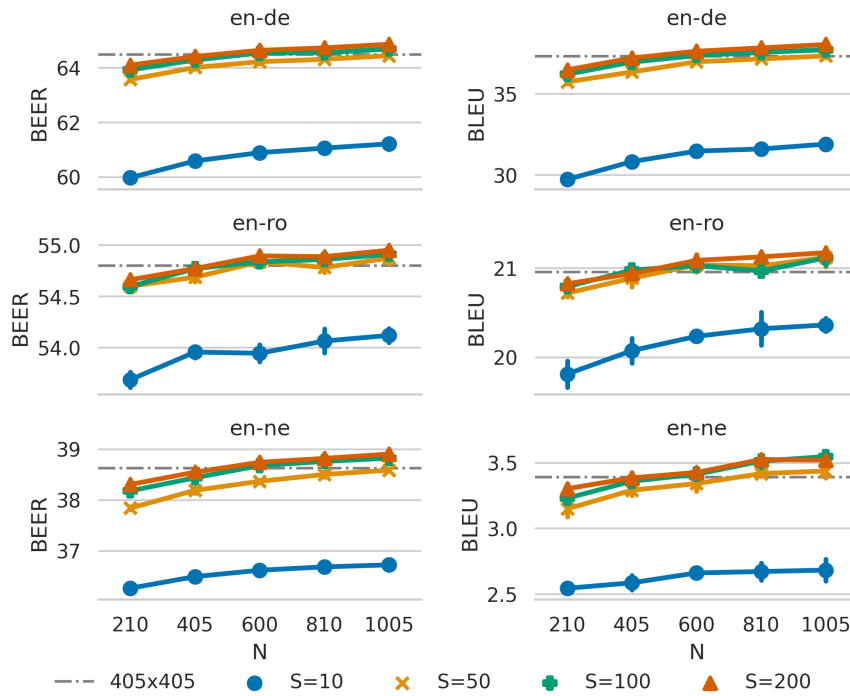 en-de
en-de
BEER
64
62
60
BLEU
35
30
en-ro
en-ro
BEER
55.0
54.5
54.0
BLEU
21
20
en-ne
en-ne
BEER
39
38
37
BLEU
3.5
3.0
2.5
210 405 600 810 1005
210 405 600 810 1005
N
N
405x405 S=10 S=50 S=100 S=200